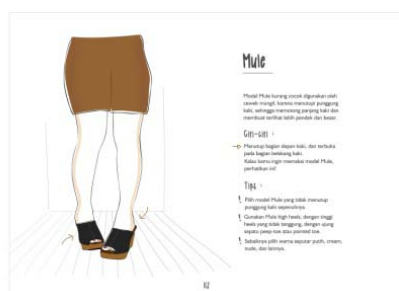 Mule
Model Mule kurang cocok digunakan oleh
cewek mungil, karena menutup punggung
kaki, sehingga memotong panjang kaki dan
membuat terlihat lebih pendek dan besar.
Ciri-ciri :
Menutup bagian depan kaki, dan terbuka
pada bagian belakang kaki.
Kalau kamu ingin memakai model Mule,
perhatikan ini!
Tips :
! Pilih model Mule yang tidak menutup
punggung kaki sepenuhnya.
! Gunakan Mule high heels, dengan tinggi
heels yang tidak tanggung, dengan ujung
sepatu peep-toe atau pointed toe.
! Sebaiknya pilih warna seputar putih, cream,
nude, dan lainnya.